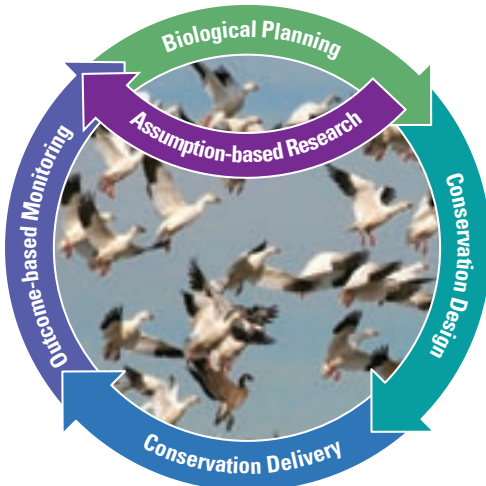 Biological Planning
Assumption-based Research
Conservation Design
Conservation Delivery
Outcome-based Monitoring